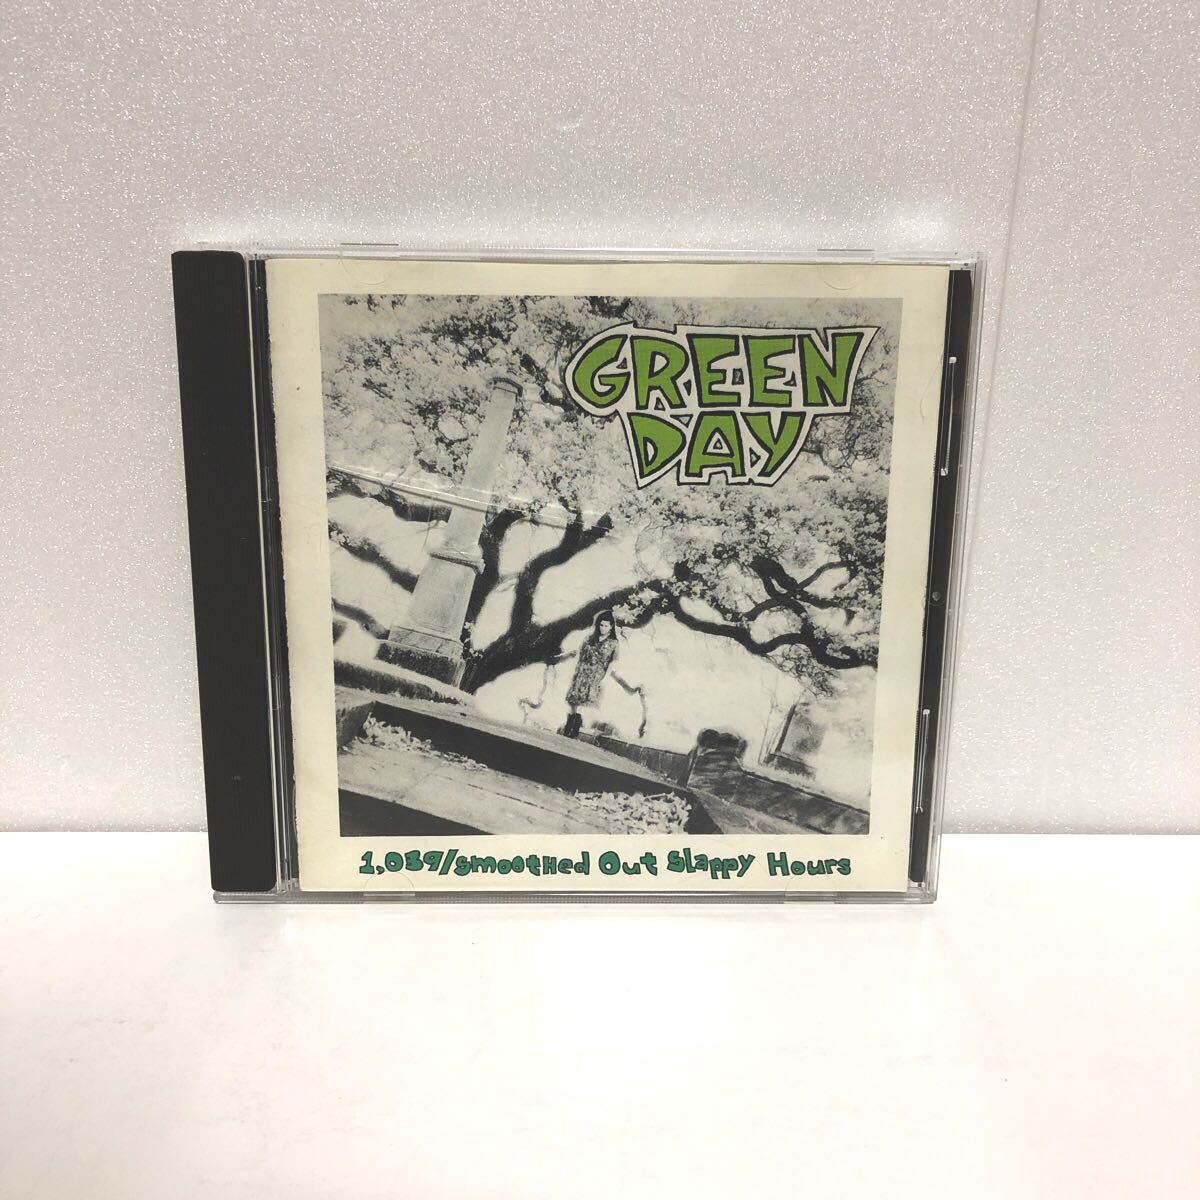 GREEN
DAY
1,039/Smoothed Out Slappy Hours